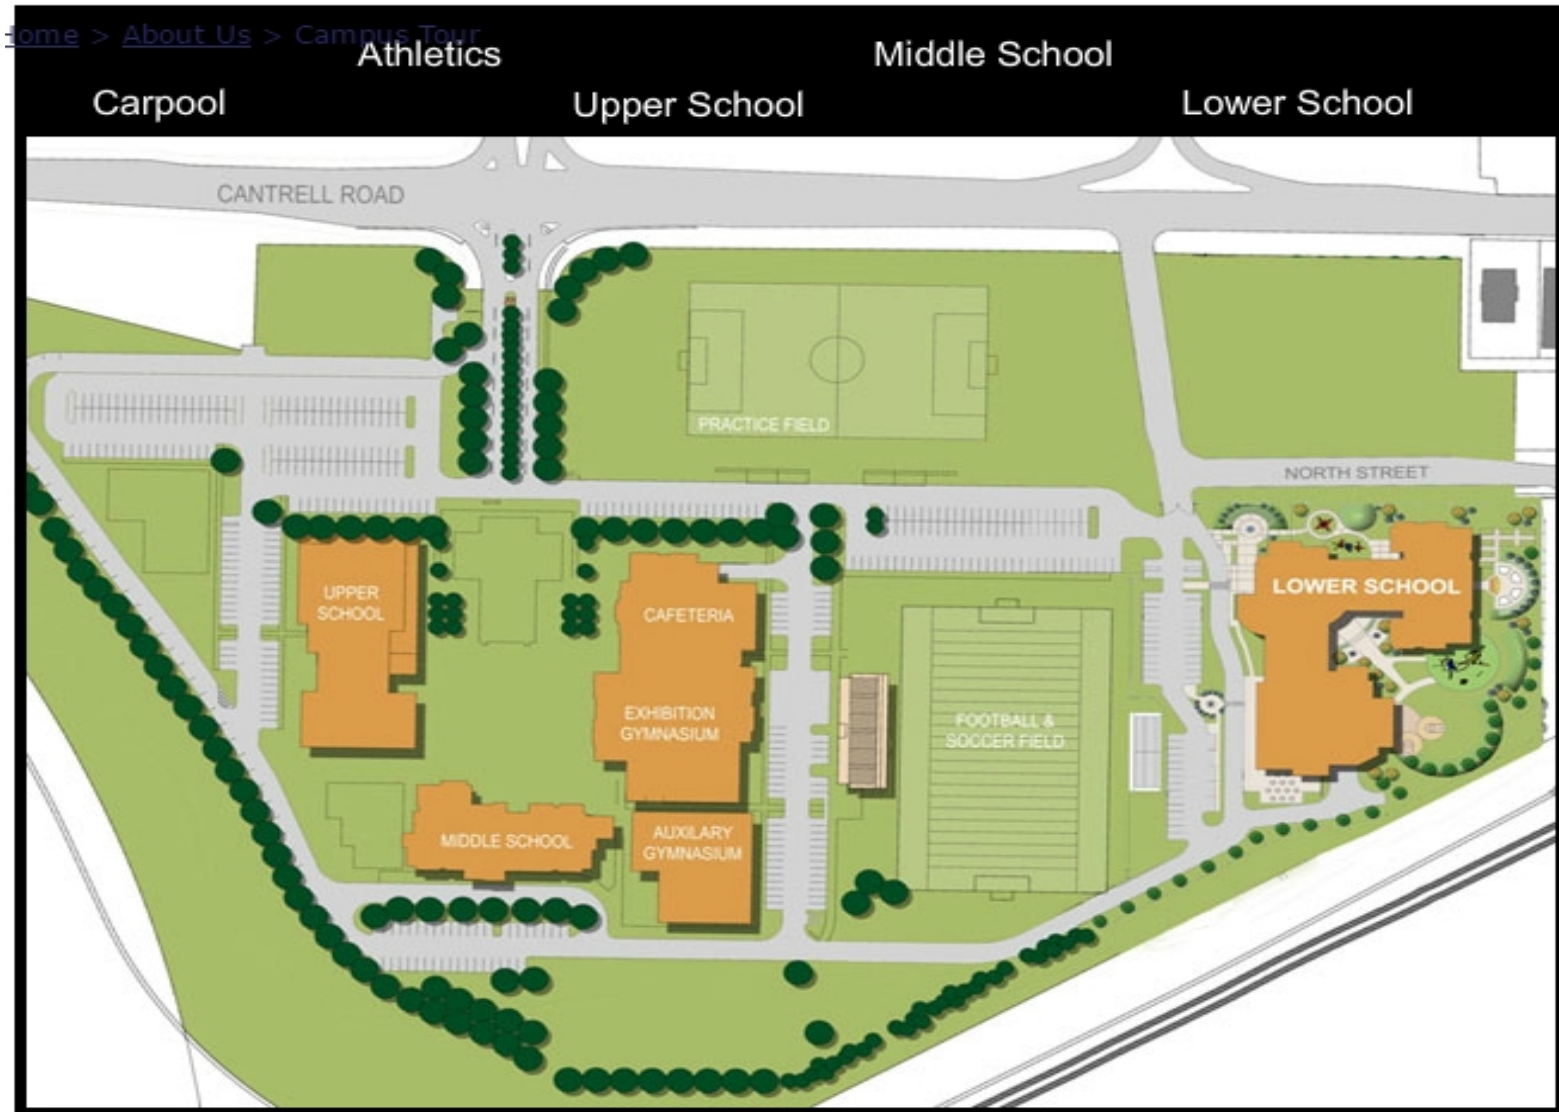 Home > About Us > Campus Tour
Athletics
Middle School
Carpool
Upper School
Lower School
CANTRELL ROAD
PRACTICE FIELD
NORTH STREET
UPPER
SCHOOL
CAFETERIA
LOWER SCHOOL
EXHIBITION
GYMNASIUM
FOOTBALL &
SOCCER FIELD
MIDDLE SCHOOL
AUXILARY
GYMNASIUM